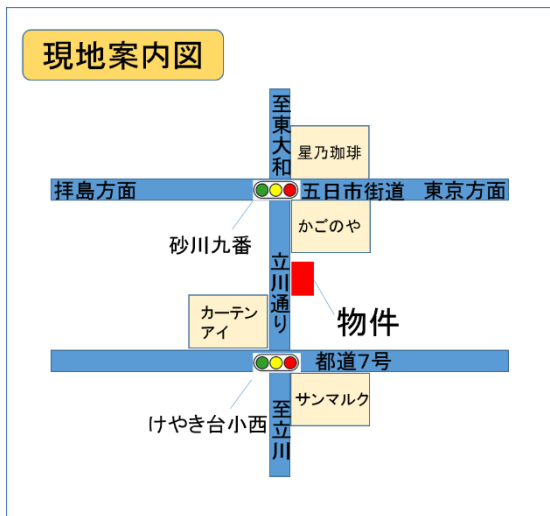 現地案内図
至東大和
星乃珈琲
拝島方面
五日市街道
東京方面
砂川九番
かごのや
立川通り
物件
カーテン
アイ
都道7号
けやき台小西
サンマルク
至立川